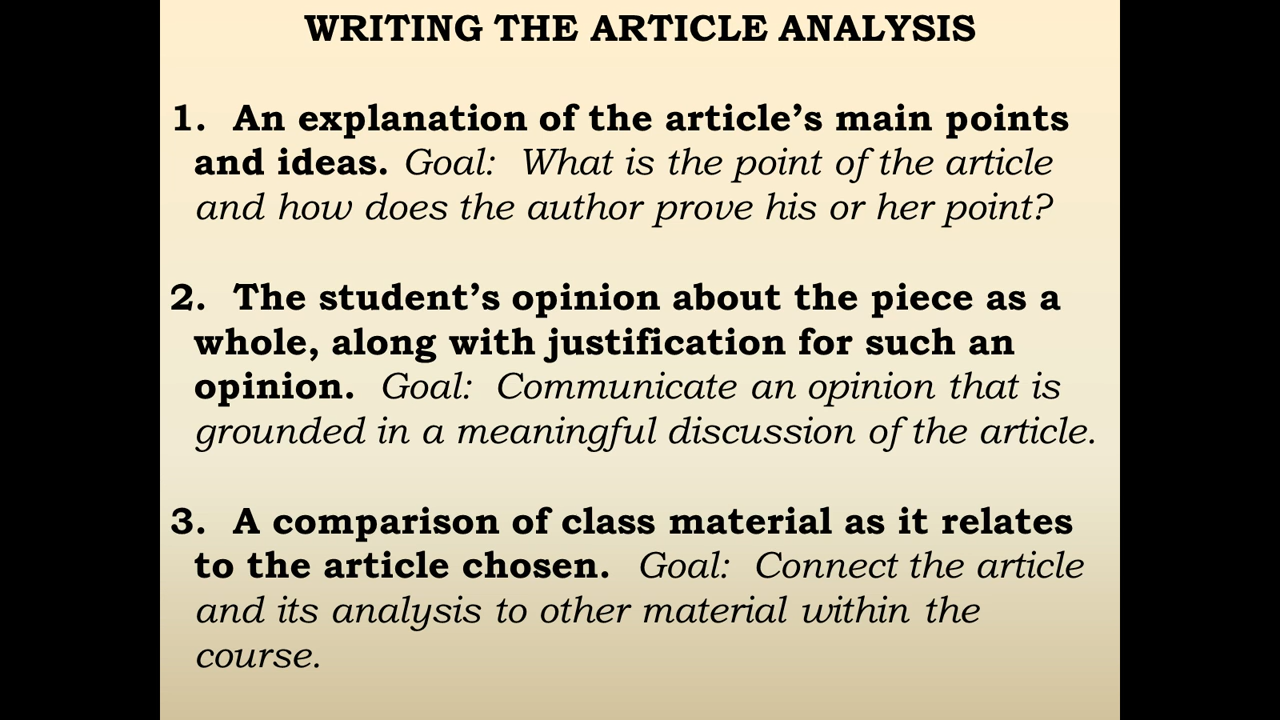 WRITING THE ARTICLE ANALYSIS
1. An explanation of the article’s main points
and ideas. Goal: What is the point of the article
and how does the author prove his or her point?
2. The student’s opinion about the piece as a
whole, along with justification for such an
opinion. Goal: Communicate an opinion that is
grounded in a meaningful discussion of the article.
3. A comparison of class material as it relates
to the article chosen. Goal: Connect the article
and its analysis to other material within the
course.